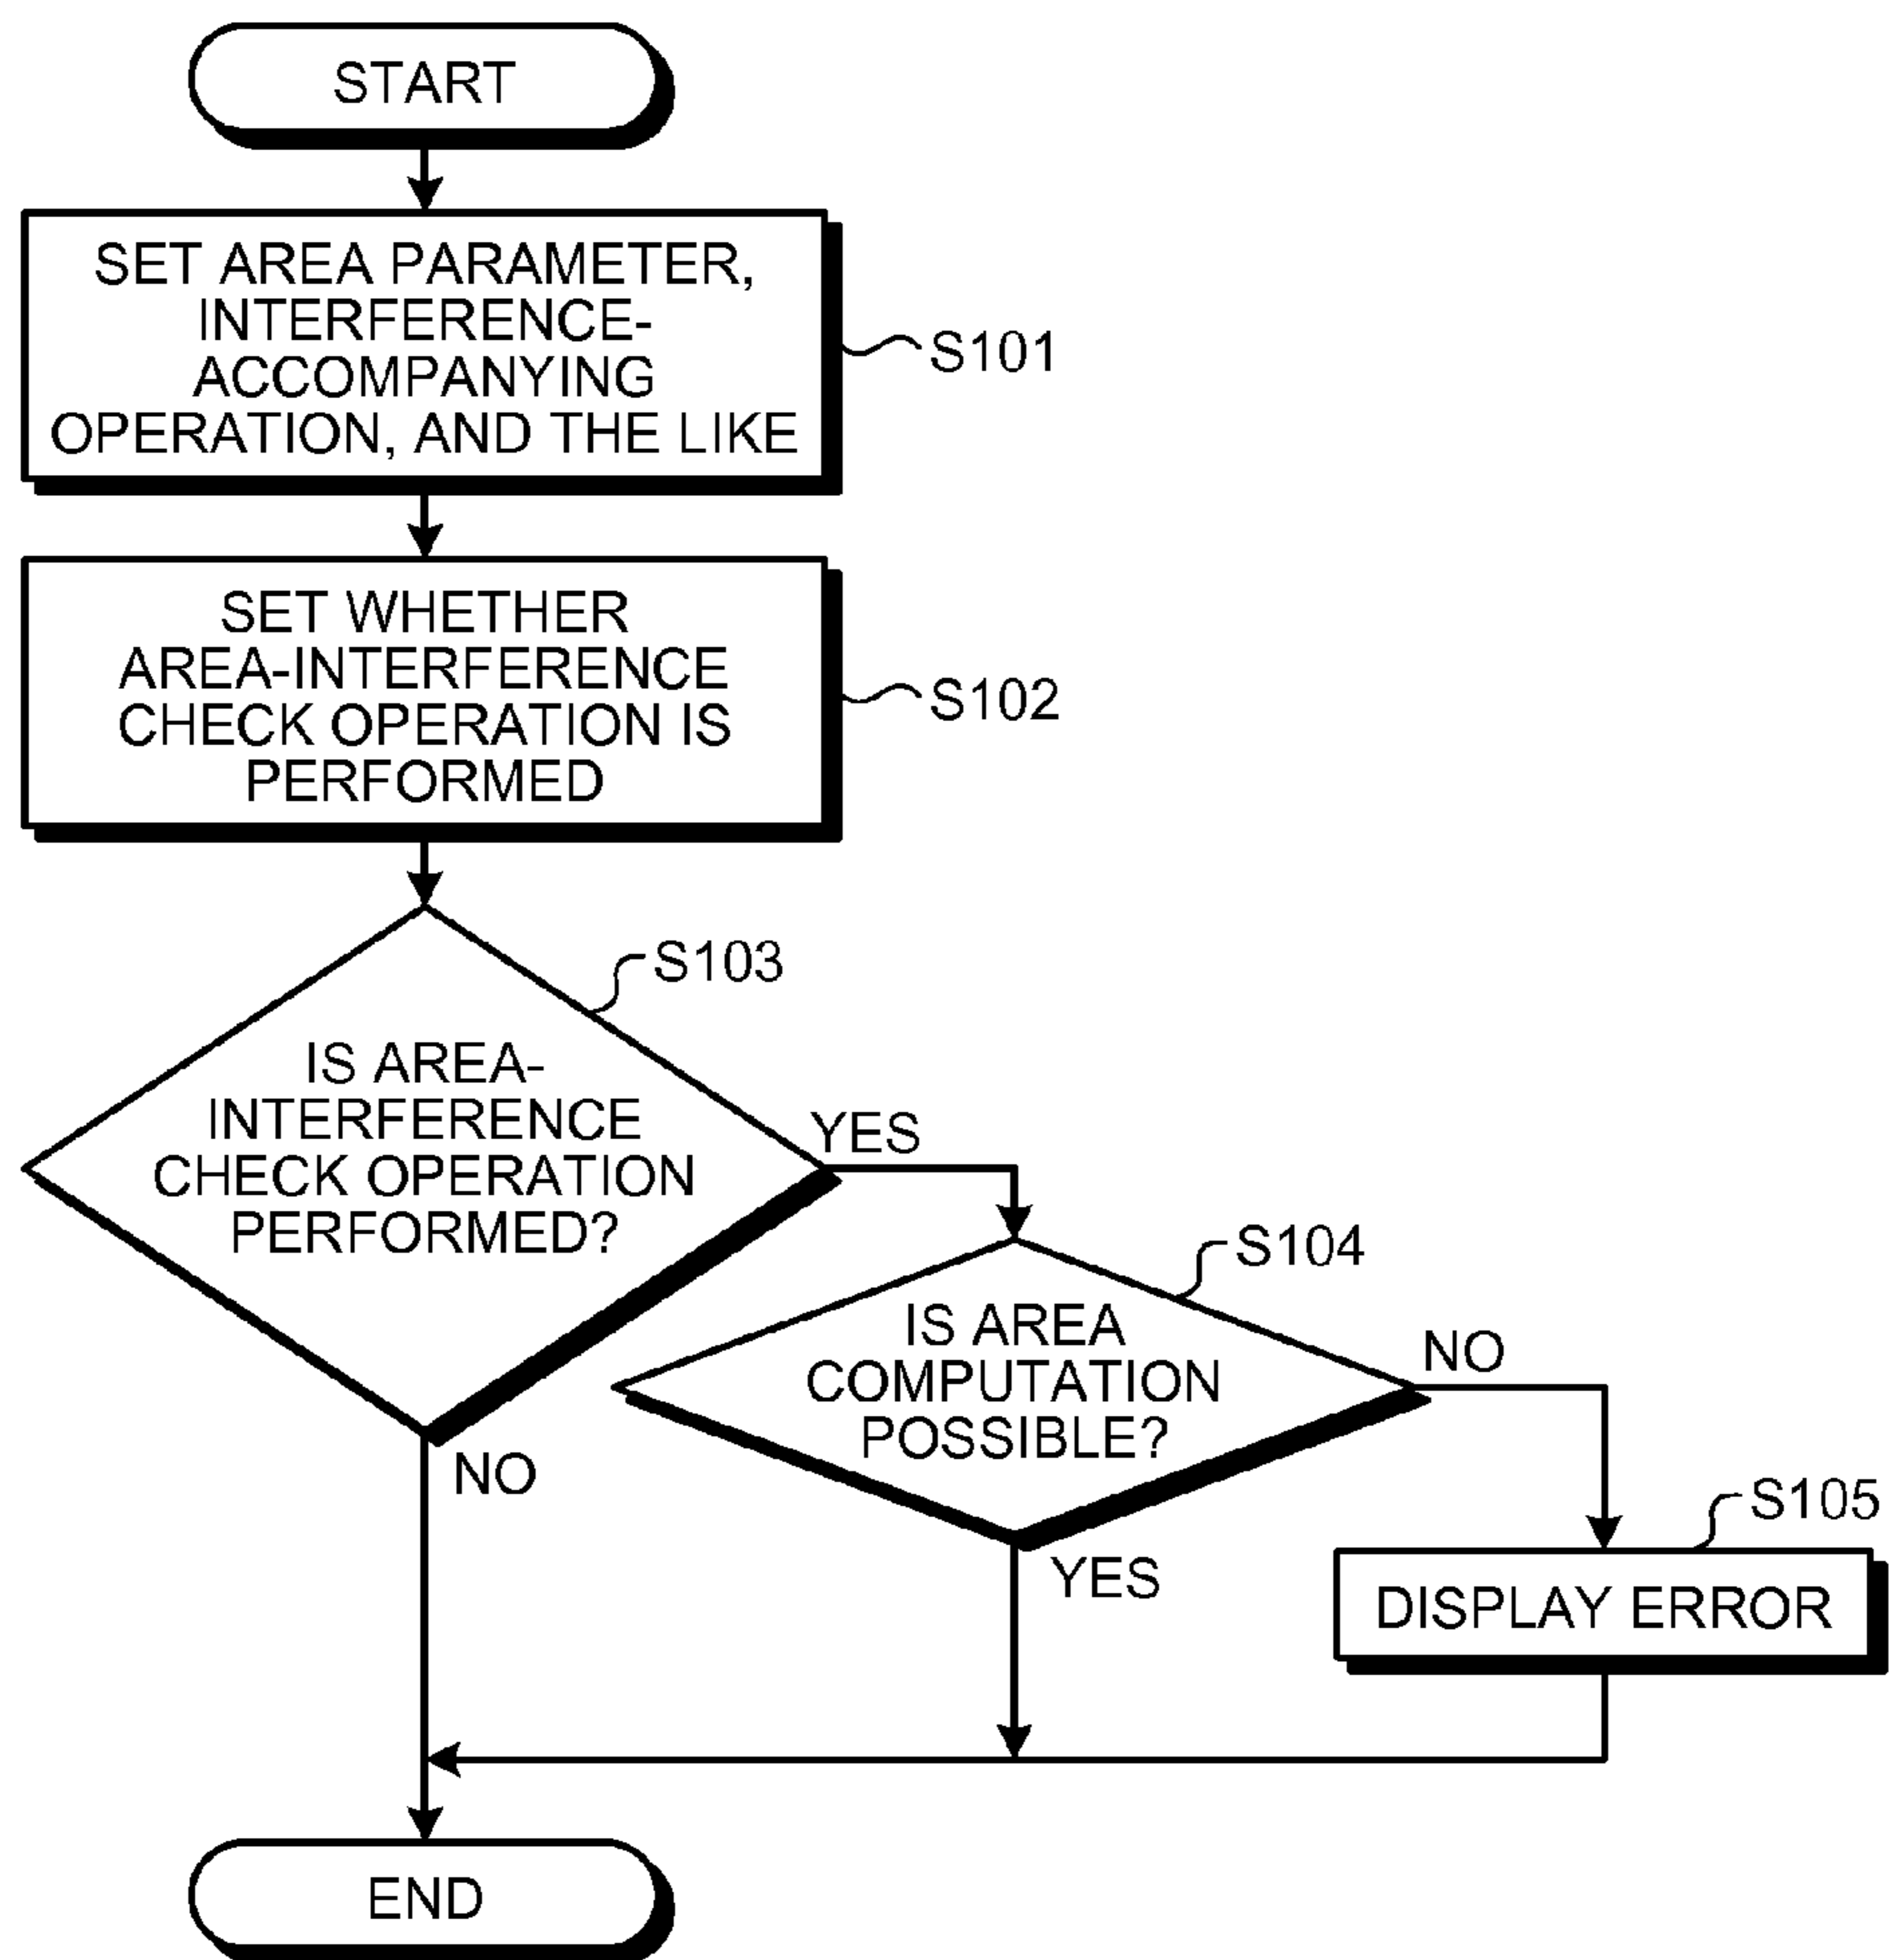 START
SET AREA PARAMETER,
INTERFERENCE-
ACCOMPANYING
OPERATION, AND THE LIKE
S101
SET WHETHER
AREA-INTERFERENCE
CHECK OPERATION IS
PERFORMED
S102
S103
IS AREA-
INTERFERENCE
CHECK OPERATION
PERFORMED?
YES
NO
S104
IS AREA
COMPUTATION
POSSIBLE?
NO
YES
S105
DISPLAY ERROR
END